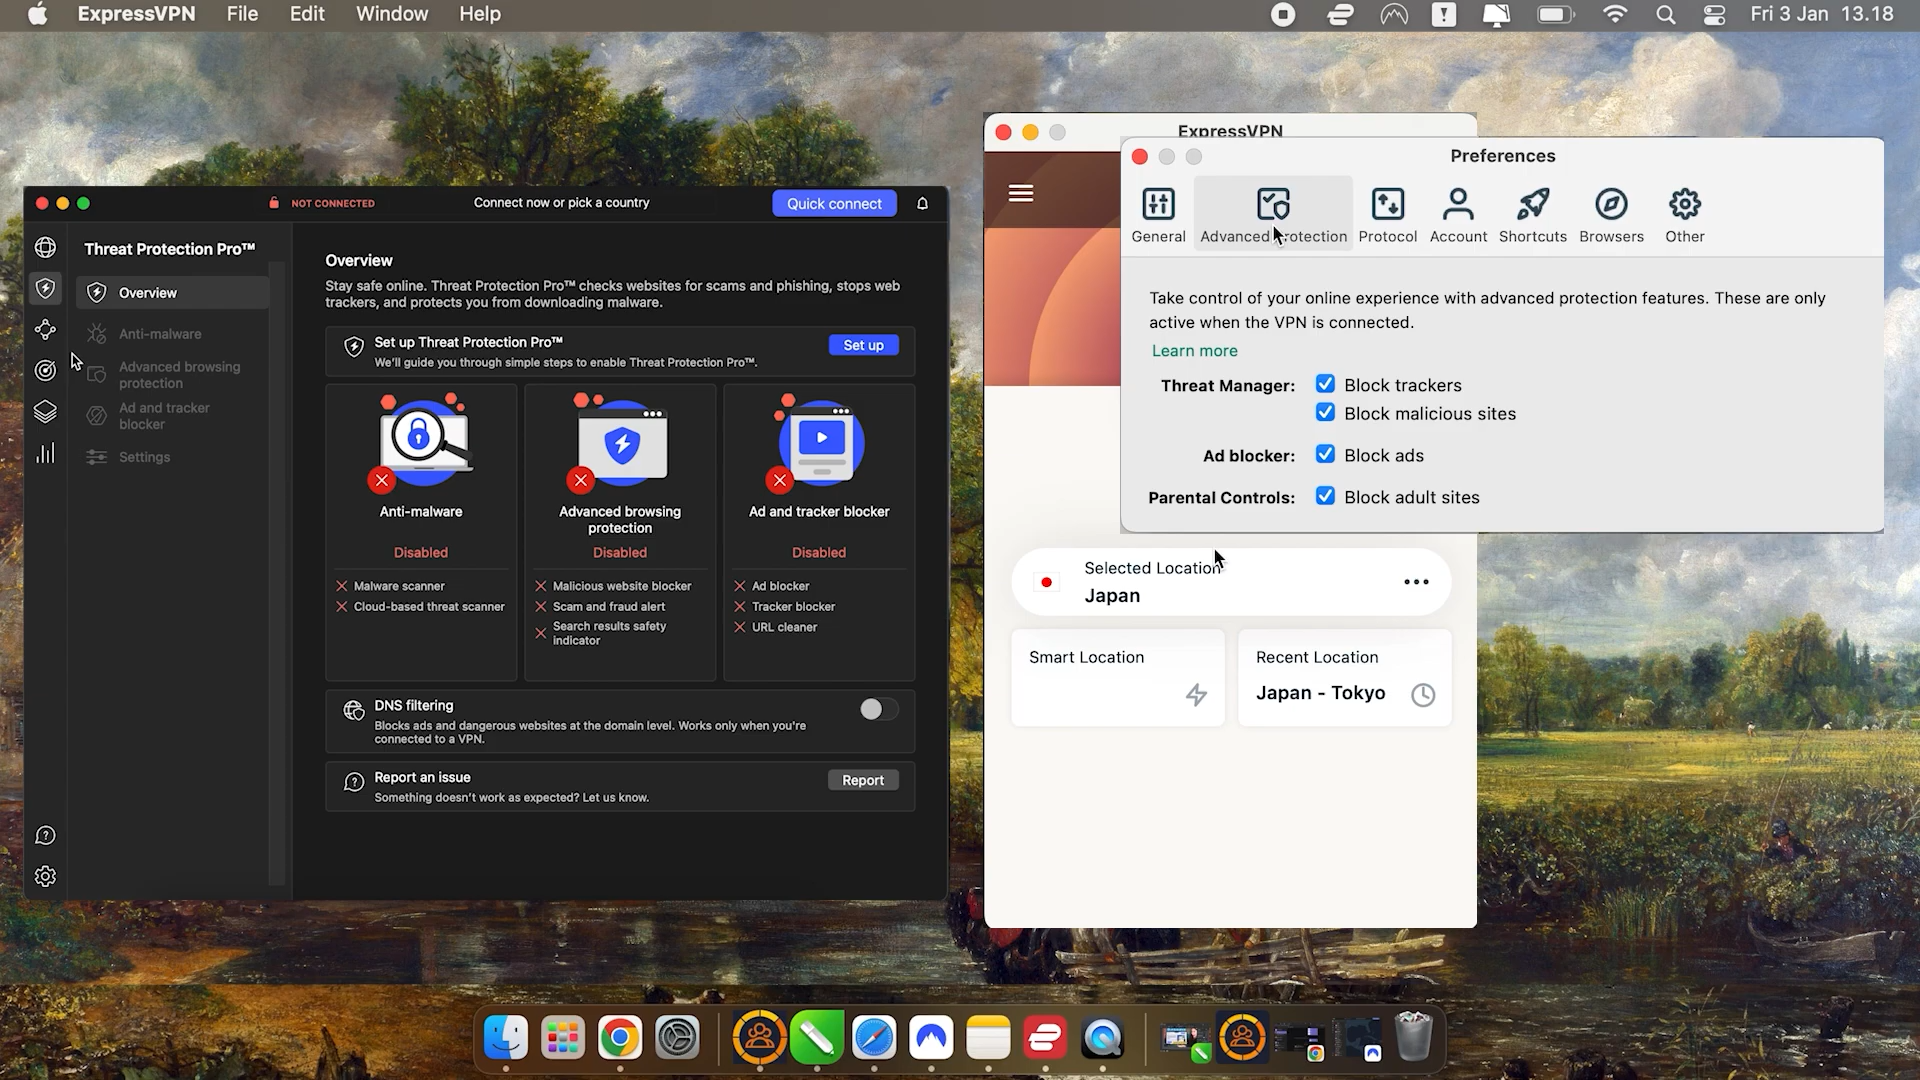 ExpressVPN File Edit Window Help
Fri 3 Jan 13.18
NOT CONNECTED
Connect now or pick a country
Quick connect
Threat Protection Pro™
Overview
Anti-malware
Advanced browsing
protection
Ad and tracker
blocker
Settings
Overview
Stay safe online. Threat Protection Pro™ checks websites for scams and phishing, stops web
trackers, and protects you from downloading malware.
Set up Threat Protection Pro™
We'll guide you through simple steps to enable Threat Protection Pro™.
Set up
Anti-malware
Disabled
Malware scanner
Cloud-based threat scanner
Advanced browsing
protection
Disabled
Malicious website blocker
Scam and fraud alert
Search results safety
indicator
Ad and tracker blocker
Disabled
Ad blocker
Tracker blocker
URL cleaner
DNS filtering
Blocks ads and dangerous websites at the domain level. Works only when you're
connected to a VPN.
Report an issue
Something doesn't work as expected? Let us know.
Report
ExpressVPN
Preferences
General Advanced Protection Protocol Account Shortcuts Browsers Other
Take control of your online experience with advanced protection features. These are only
active when the VPN is connected.
Learn more
Threat Manager: Block trackers
Block malicious sites
Ad blocker: Block ads
Parental Controls: Block adult sites
Selected Location
Japan
Smart Location
Recent Location
Japan - Tokyo